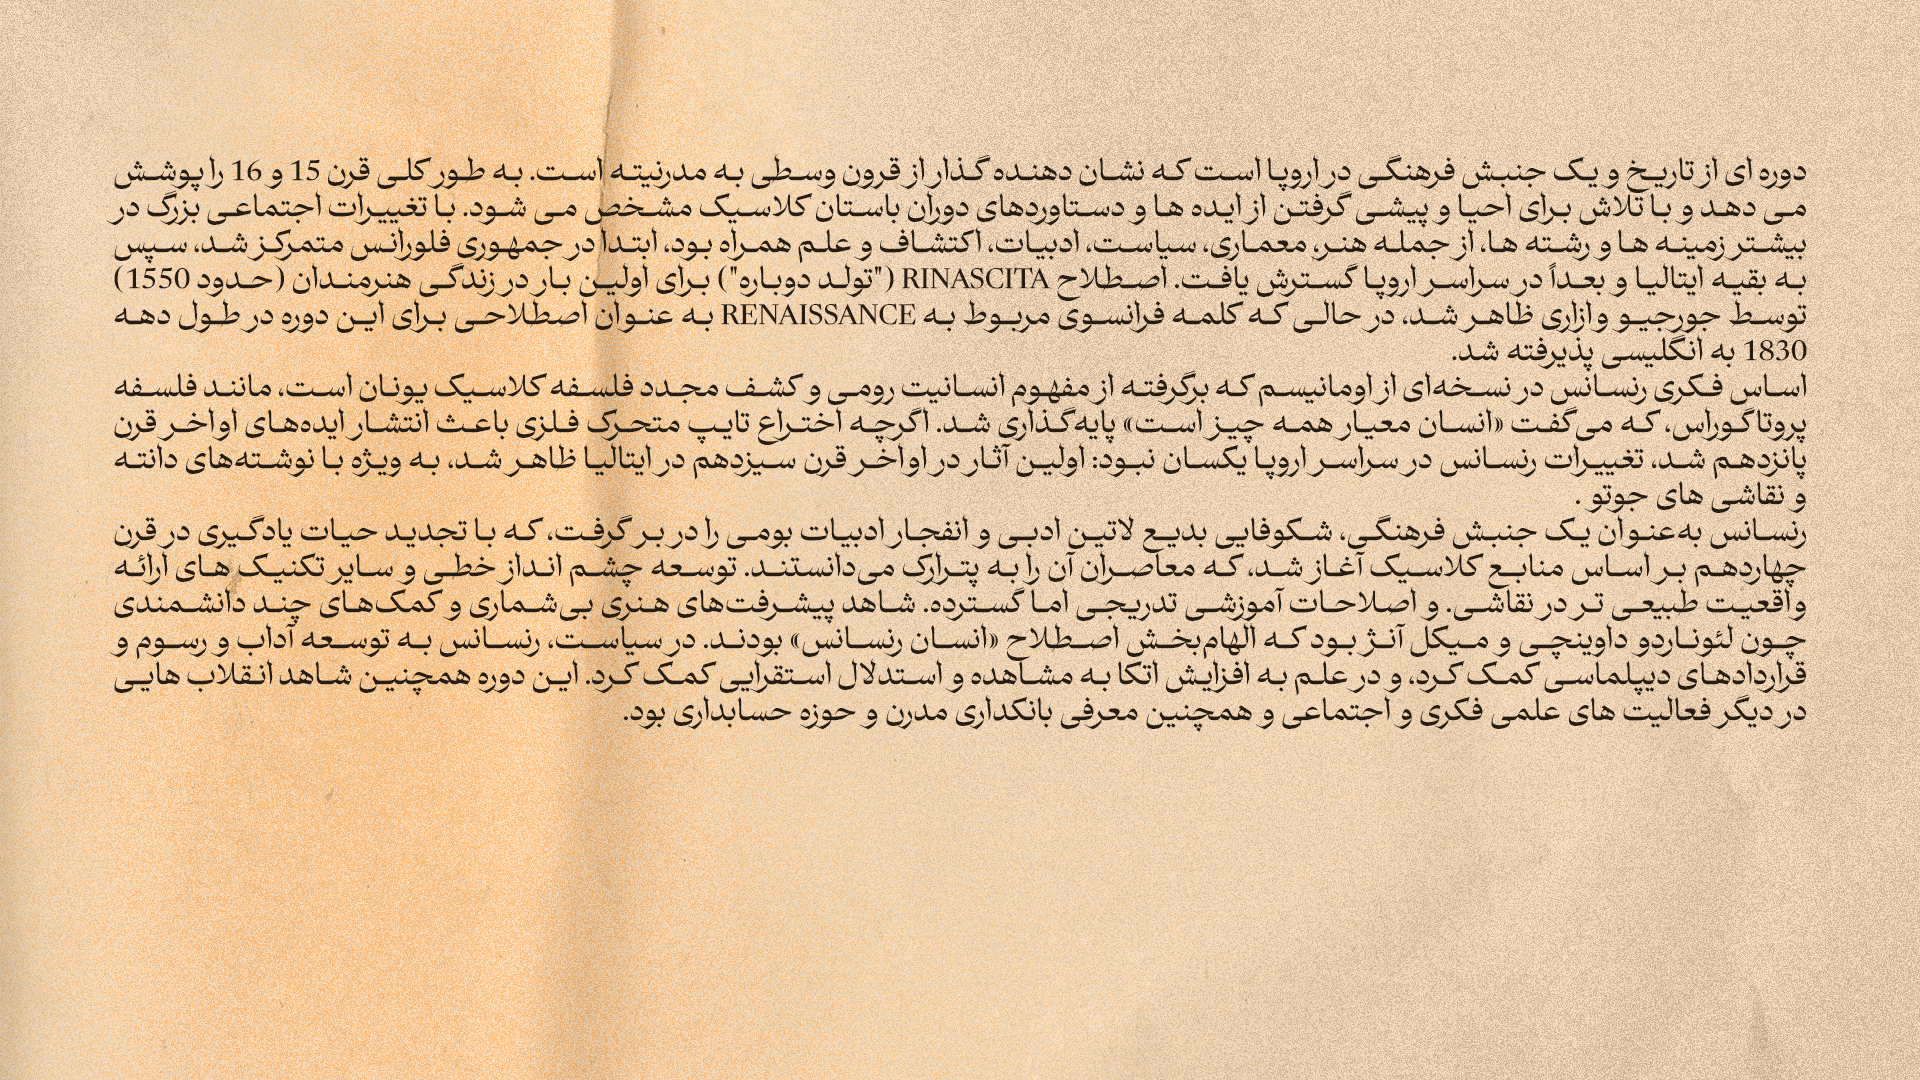 دوره ای از تاریخ و یک جنبش فرهنگی در اروپا است که نشان دهنده گذار از قرون وسطی به مدرنیته است. به طور کلی قرن 15 و 16 را پوشش
می دهد و با تلاش برای احیا و پیشی گرفتن از ایده ها و دستاوردهای دوران باستان کلاسیک مشخص می شود. با تغییرات اجتماعی بزرگ در
بیشتر زمینه ها و رشته ها، از جمله هنر، معماری، سیاست، ادبیات، اکتشاف و علم همراه بود، ابتدا در جمهوری فلورانس متمرکز شد، سپس
به بقیه ایتالیا و بعداً در سراسر اروپا گسترش یافت. اصطلاح RINASCITA ("تولد دوباره") برای اولین بار در زندگی هنرمندان (حدود 1550)
توسط جورجیو وازاری ظاهر شد، در حالی که کلمه فرانسوی مربوط به RENAISSANCE به عنوان اصطلاحی برای این دوره در طول دهه
1830 به انگلیسی پذیرفته شد.
اساس فکری رنسانس در نسخه‌ای از اومانیسم که برگرفته از مفهوم انسانیت رومی و کشف مجدد فلسفه کلاسیک یونان است، مانند فلسفه
پروتاگوراس، که می‌گفت «انسان معیار همه چیز است» پایه‌گذاری شد. اگرچه اختراع تایپ متحرک فلزی باعث انتشار ایده‌های اواخر قرن
پانزدهم شد، تغییرات رنسانس در سراسر اروپا یکسان نبود: اولین آثار در اواخر قرن سیزدهم در ایتالیا ظاهر شد، به ویژه با نوشته‌های دانته
و نقاشی های جوتو .
رنسانس به‌عنوان یک جنبش فرهنگی، شکوفایی بدیع لاتین ادبی و انفجار ادبیات بومی را در بر گرفت، که با تجدید حیات یادگیری در قرن
چهاردهم بر اساس منابع کلاسیک آغاز شد، که معاصران آن را به پترارک می‌دانستند. توسعه چشم انداز خطی و سایر تکنیک های ارائه
واقعیت طبیعی تر در نقاشی. و اصلاحات آموزشی تدریجی اما گسترده. شاهد پیشرفت‌های هنری بی‌شماری و کمک‌های چند دانشمندی
چون لئوناردو داوینچی و میکل آنژ بود که الهام‌بخش اصطلاح «انسان رنسانس» بودند. در سیاست، رنسانس به توسعه آداب و رسوم و
قراردادهای دیپلماسی کمک کرد، و در علم به افزایش اتکا به مشاهده و استدلال استقرایی کمک کرد. این دوره همچنین شاهد انقلاب هایی
در دیگر فعالیت های علمی فکری و اجتماعی و همچنین معرفی بانکداری مدرن و حوزه حسابداری بود.